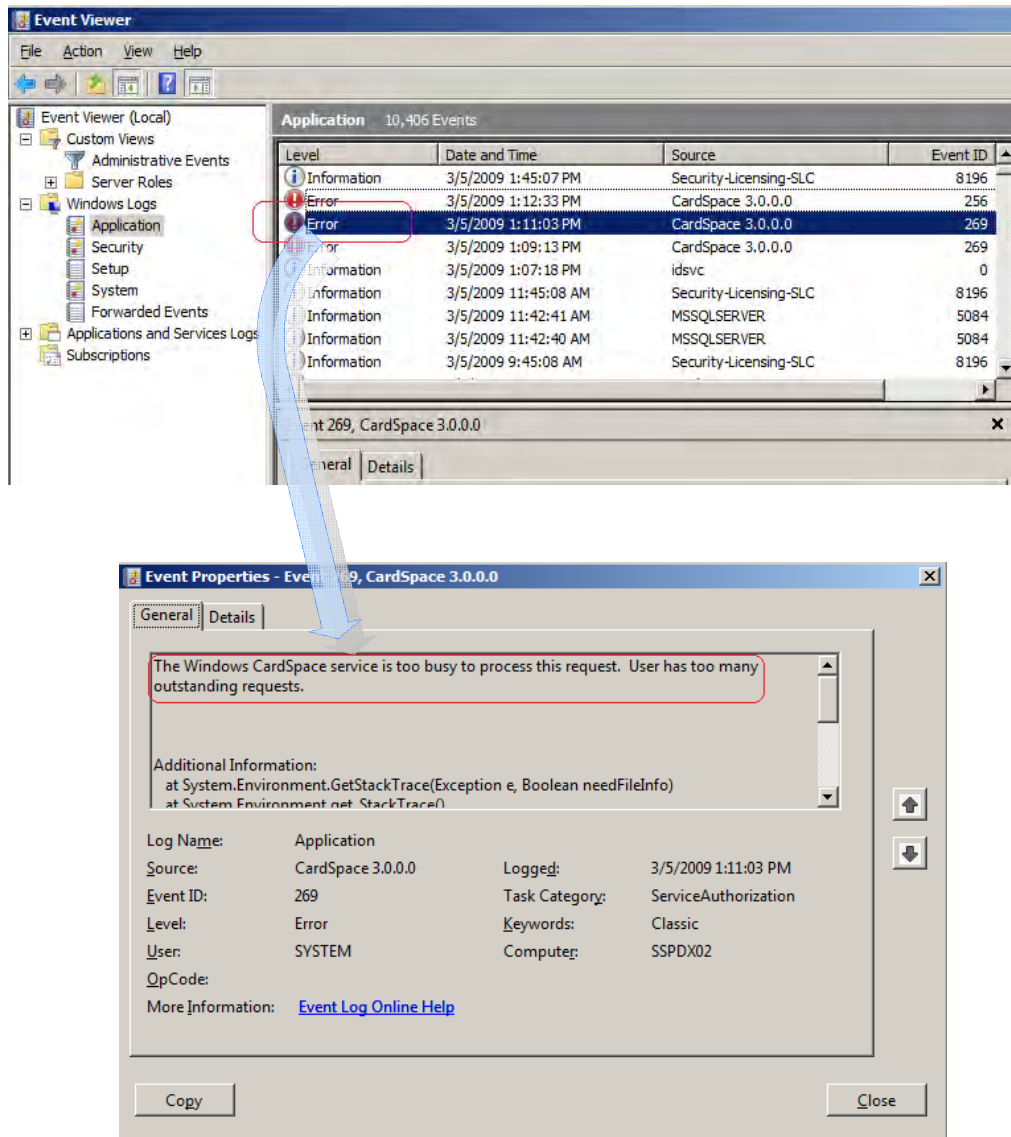 Event Viewer
File Action View Help
Event Viewer (Local)
Custom Views
Administrative Events
Server Roles
Windows Logs
Application
Security
Setup
System
Forwarded Events
Applications and Services Logs
Subscriptions
Application 10,406 Events
Level Date and Time Source Event ID
Information 3/5/2009 1:45:07 PM Security-Licensing-SLC 8196
Error 3/5/2009 1:12:33 PM CardSpace 3.0.0.0 256
Error 3/5/2009 1:11:03 PM CardSpace 3.0.0.0 269
Error 3/5/2009 1:09:13 PM CardSpace 3.0.0.0 269
Information 3/5/2009 1:07:18 PM idsvc 0
Information 3/5/2009 11:45:08 AM Security-Licensing-SLC 8196
Information 3/5/2009 11:42:41 AM MSSQLSERVER 5084
Information 3/5/2009 11:42:40 AM MSSQLSERVER 5084
Information 3/5/2009 9:45:08 AM Security-Licensing-SLC 8196
Event 269, CardSpace 3.0.0.0
General Details
Event Properties - Event 269, CardSpace 3.0.0.0
General Details
The Windows CardSpace service is too busy to process this request. User has too many
outstanding requests.
Additional Information:
at System.Environment.GetStackTrace(Exception e, Boolean needFileInfo)
at System.Environment.get_StackTrace()
Log Name: Application
Source: CardSpace 3.0.0.0 Logged: 3/5/2009 1:11:03 PM
Event ID: 269 Task Category: ServiceAuthorization
Level: Error Keywords: Classic
User: SYSTEM Computer: SSPDX02
OpCode:
More Information: Event Log Online Help
Copy Close